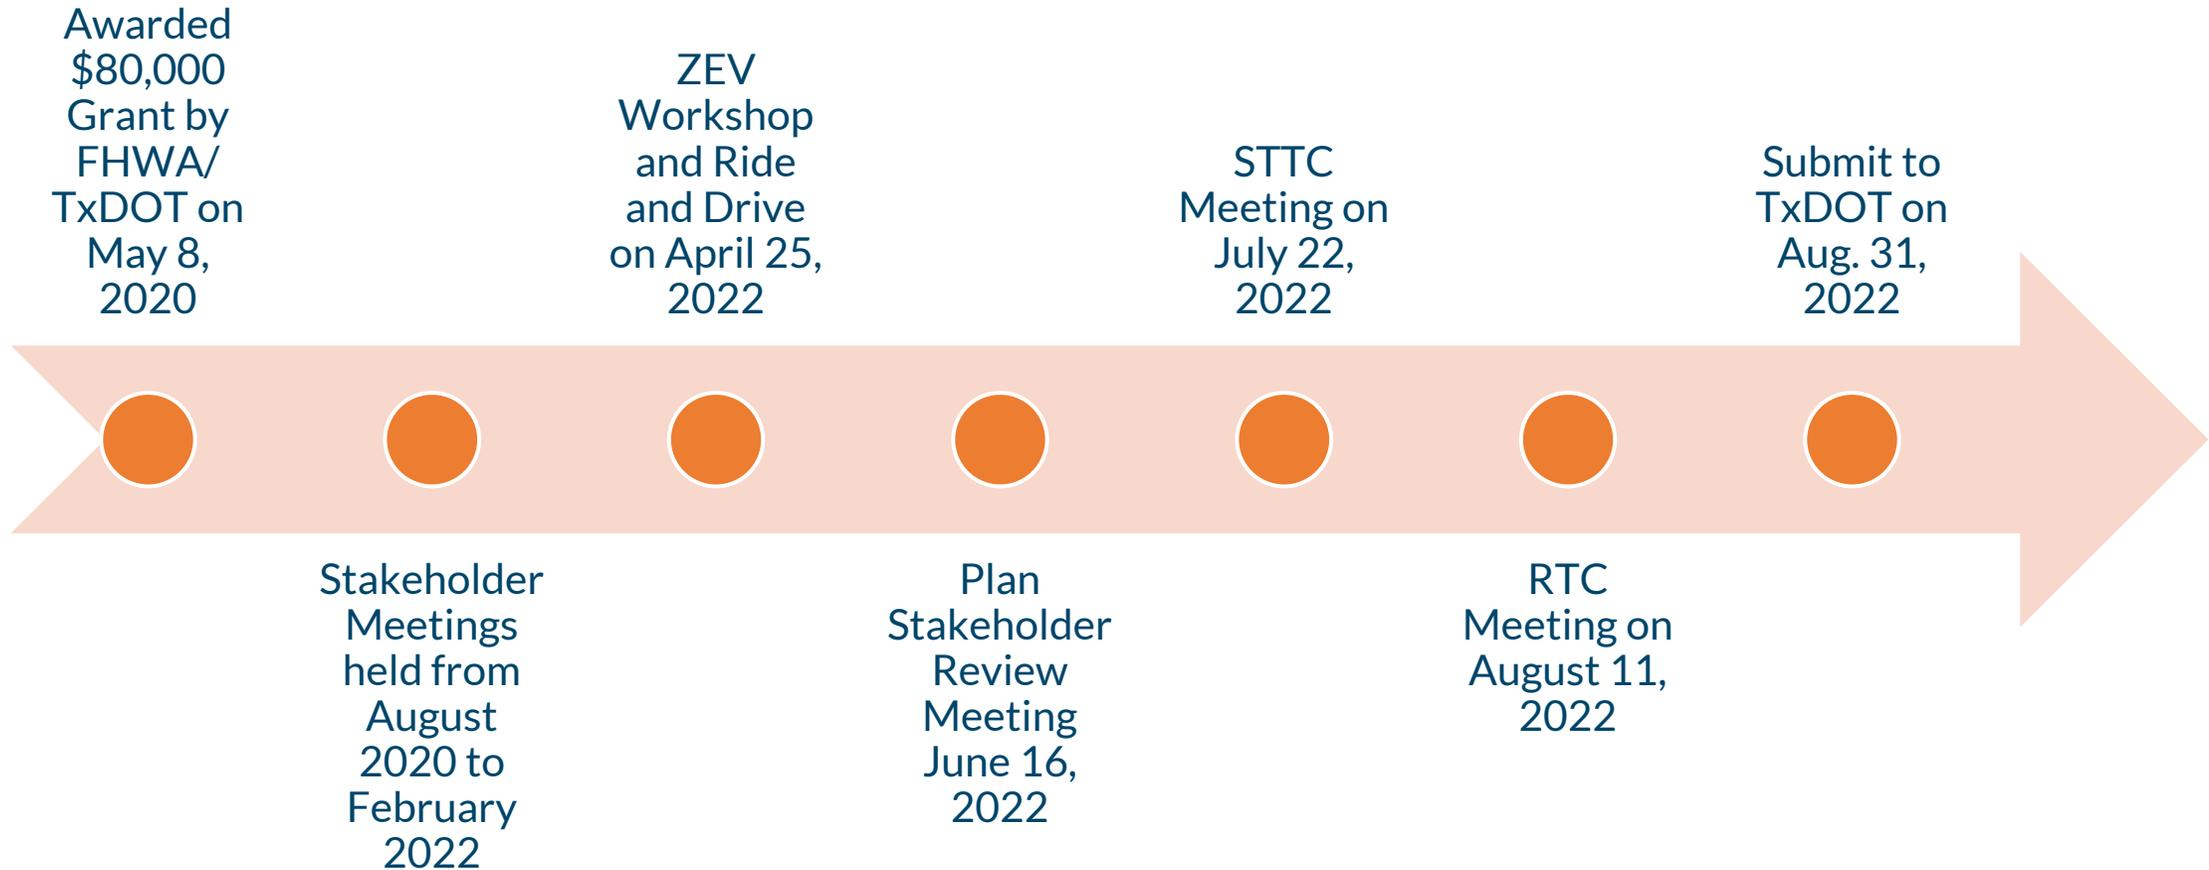 Awarded
$80,000
Grant by
FHWA/
TxDOT on
May 8,
2020
Stakeholder
Meetings
held from
August
2020 to
February
2022
ZEV
Workshop
and Ride
and Drive
on April 25,
2022
Plan
Stakeholder
Review
Meeting
June 16,
2022
STTC
Meeting on
July 22,
2022
RTC
Meeting on
August 11,
2022
Submit to
TxDOT on
Aug. 31,
2022